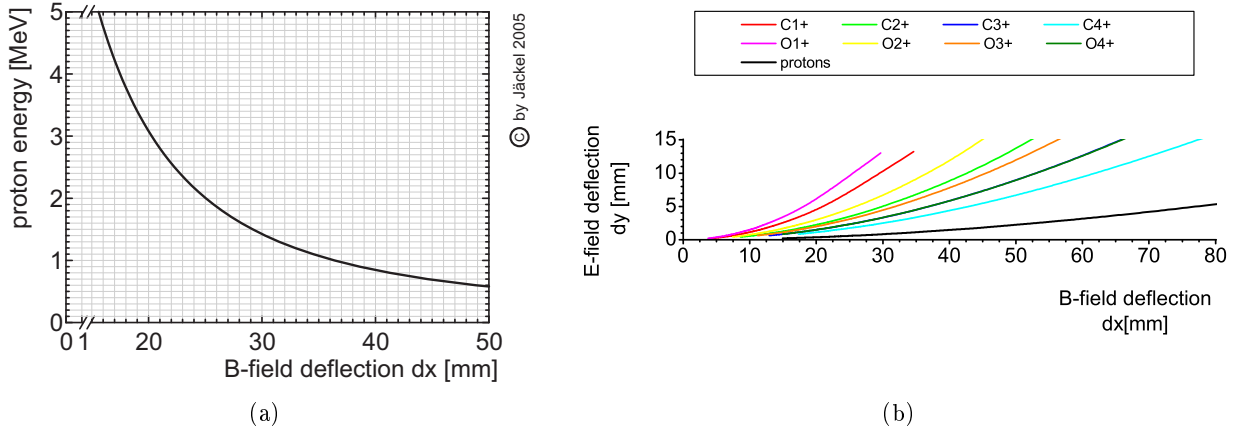 proton energy [MeV]
5
4
3
2
1
0
0 1 20 30 40 50
B-field deflection dx [mm]
© by Jäckel 2005
(a)
C1+ C2+ C3+ C4+
O1+ O2+ O3+ O4+
protons
E-field deflection
dy [mm]
15
10
5
0
0 10 20 30 40 50 60 70 80
B-field deflection
dx[mm]
(b)